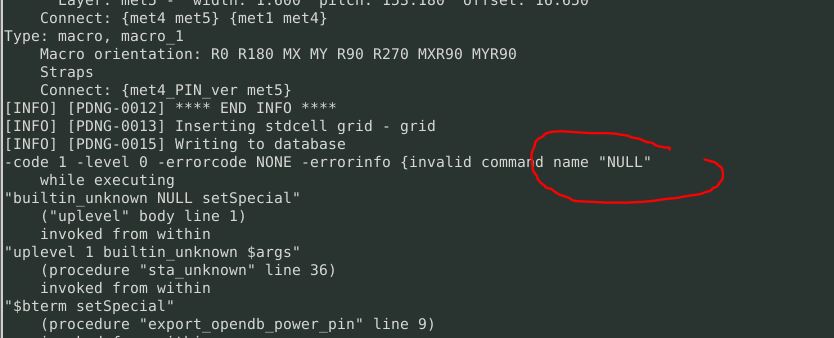 Layer: met5 -  width: 1.600  pitch: 153.180  offset: 16.650
Connect: {met4 met5} {met1 met4}
Type: macro, macro_1
Macro orientation: R0 R180 MX MY R90 R270 MXR90 MYR90
Straps
Connect: {met4_PIN_ver met5}
[INFO] [PDNG-0012] **** END INFO ****
[INFO] [PDNG-0013] Inserting stdcell grid - grid
[INFO] [PDNG-0015] Writing to database
-code 1 -level 0 -errorcode NONE -errorinfo {invalid command name "NULL"
while executing
"builtin_unknown NULL setSpecial"
("uplevel" body line 1)
invoked from within
"uplevel 1 builtin_unknown $args"
(procedure "sta_unknown" line 36)
invoked from within
"$bterm setSpecial"
(procedure "export_opendb_power_pin" line 9)
invoked from within